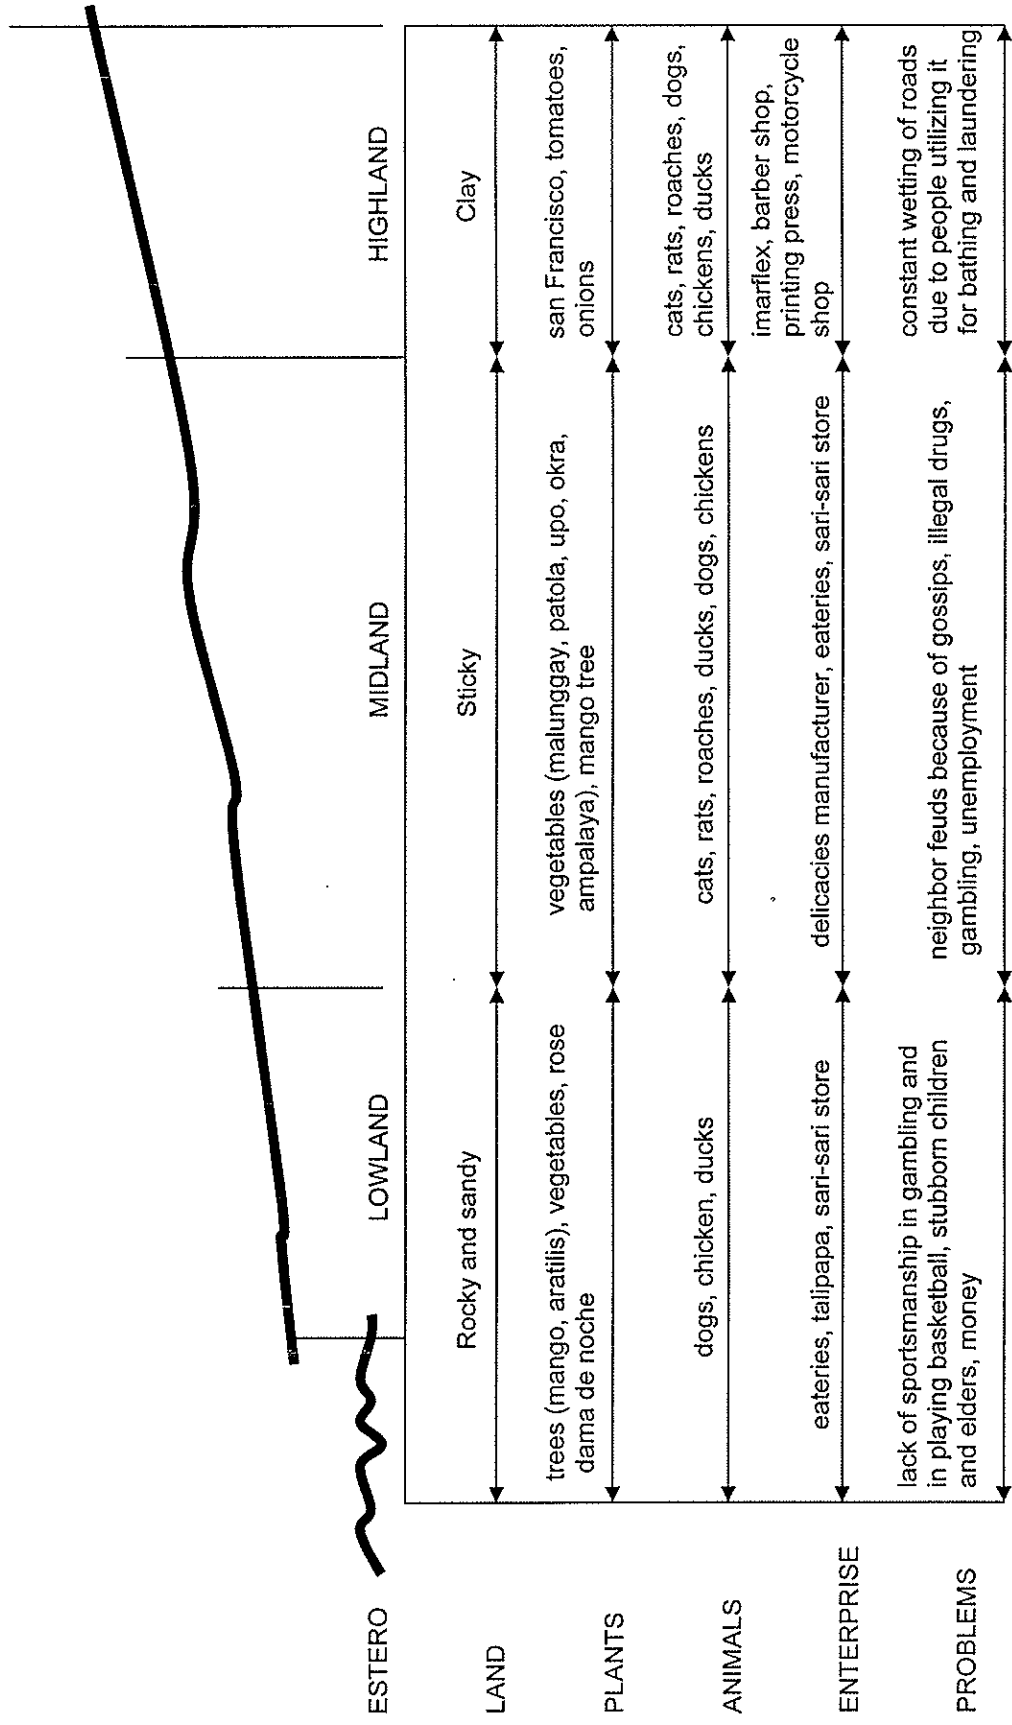 ESTERO
LOWLAND
MIDLAND
HIGHLAND
LAND
Rocky and sandy
Sticky
Clay
PLANTS
trees (mango, aratilis), vegetables, rose
dama de noche
vegetables (malunggay, patola, upo, okra,
ampalaya), mango tree
san Francisco, tomatoes,
onions
ANIMALS
dogs, chicken, ducks
cats, rats, roaches, ducks, dogs, chickens
cats, rats, roaches, dogs,
chickens, ducks
ENTERPRISE
eateries, talipapa, sari-sari store
delicacies manufacturer, eateries, sari-sari store
imarflex, barber shop,
printing press, motorcycle
shop
PROBLEMS
lack of sportsmanship in gambling and
in playing basketball, stubborn children
and elders, money
neighbor feuds because of gossips, illegal drugs,
gambling, unemployment
constant wetting of roads
due to people utilizing it
for bathing and laundering